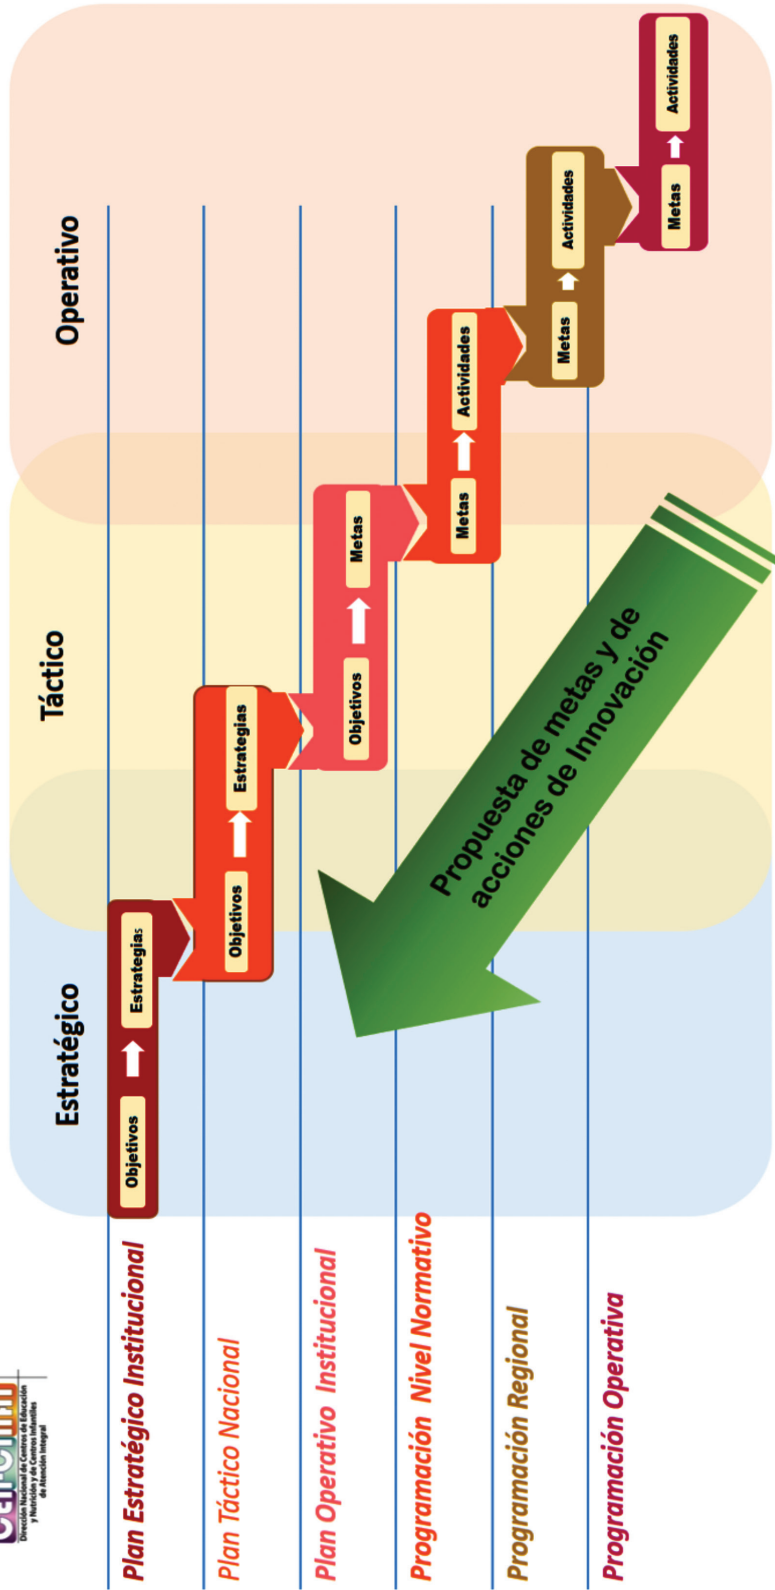 Dirección Nacional de Centros de Educación
y Nutrición y de Centros Infantiles
de Atención Integral
Estratégico
Táctico
Operativo
Plan Estratégico Institucional
Objetivos
Estrategias
Plan Táctico Nacional
Objetivos
Estrategias
Plan Operativo Institucional
Objetivos
Metas
Programación Nivel Normativo
Metas
Actividades
Programación Regional
Metas
Actividades
Programación Operativa
Metas
Actividades
Propuesta de metas y de
acciones de Innovación